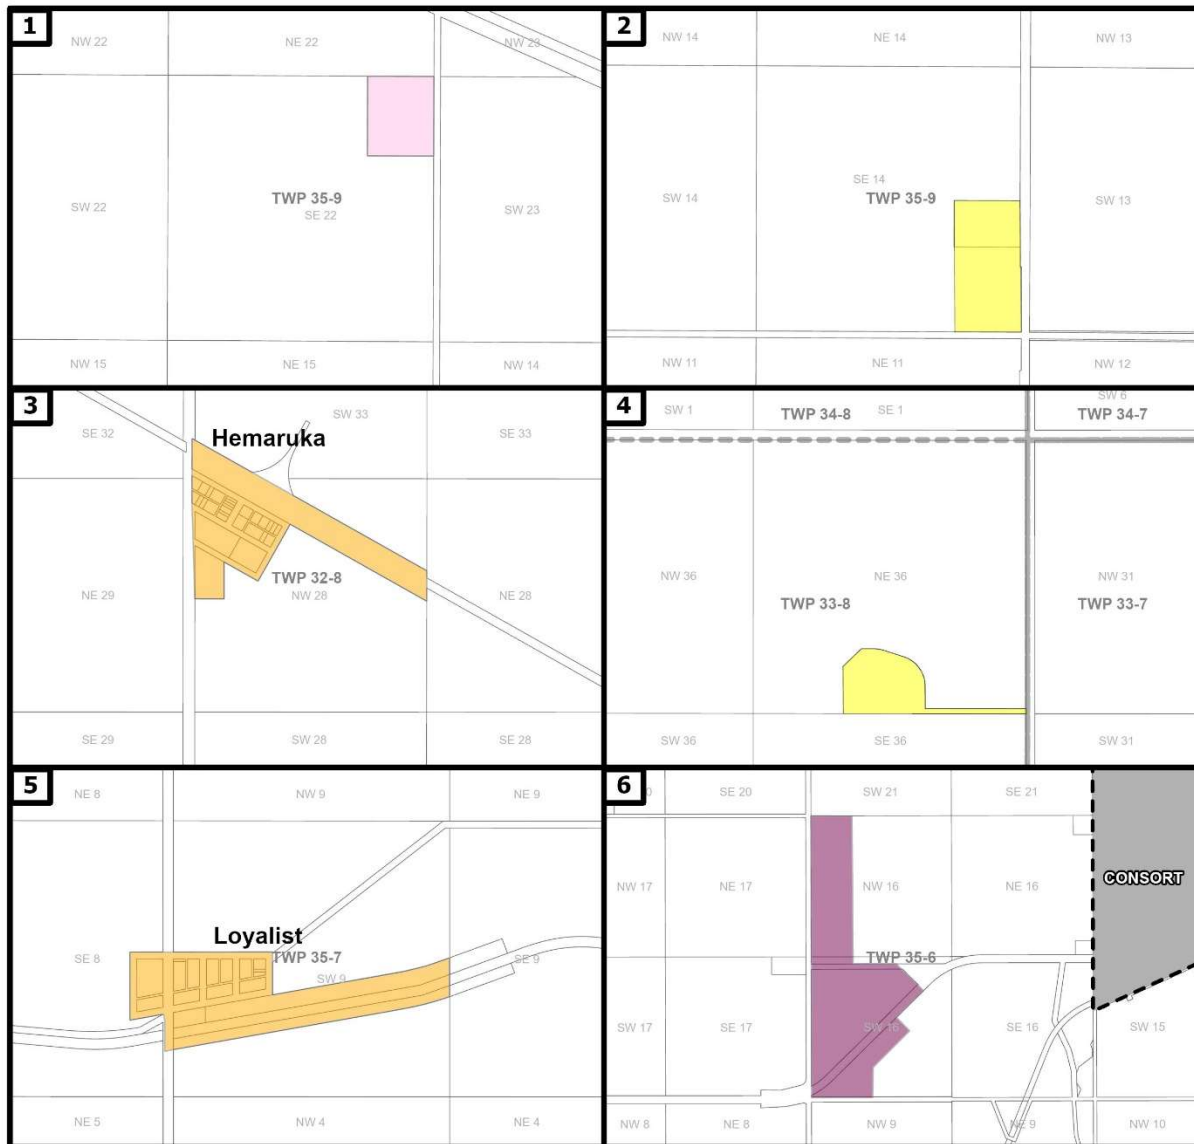 1
NW 22
NE 22
NW 23
SW 22
TWP 35-9
SE 22
SW 23
NW 15
NE 15
NW 14
2
NW 14
NE 14
NW 13
SW 14
SE 14
TWP 35-9
SW 13
NW 11
NE 11
NW 12
3
SE 32
SW 33
SE 33
Hemaruka
NE 29
TWP 32-8
NW 28
NE 28
SE 29
SW 28
SE 28
4
SW 1
SE 1
SW 6
TWP 34-8
TWP 34-7
NW 36
NE 36
NW 31
TWP 33-8
TWP 33-7
SW 36
SE 36
SW 31
5
NE 8
NW 9
NE 9
Loyalist
SE 8
TWP 35-7
SW 9
SE 9
NE 5
NW 4
NE 4
6
SE 20
SW 21
SE 21
NW 17
NE 17
NW 16
NE 16
CONSORT
TWP 35-6
SW 17
SE 17
SW 16
SE 16
SW 15
NW 8
NE 8
NW 9
NE 9
NW 10